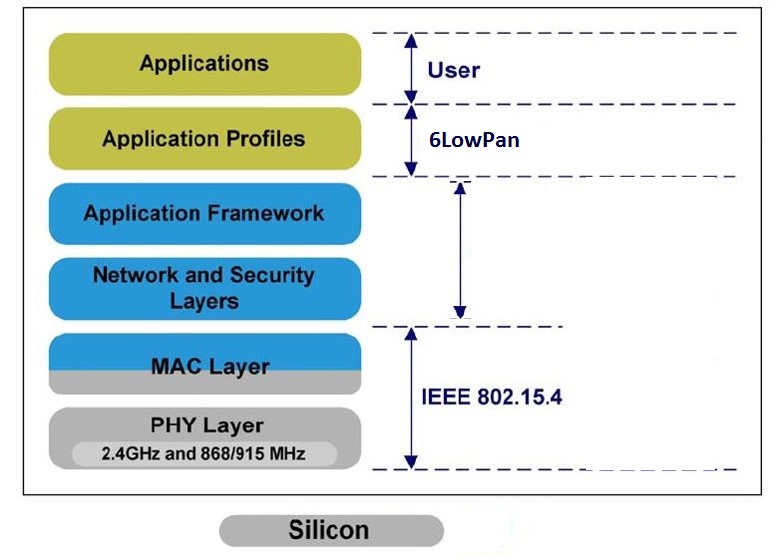 Applications
User
Application Profiles
6LowPan
Application Framework
Network and Security
Layers
MAC Layer
IEEE 802.15.4
PHY Layer
2.4GHz and 868/915 MHz
Silicon